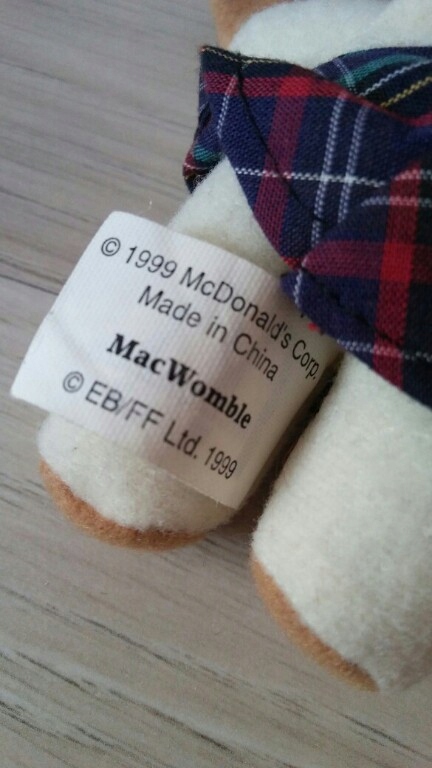 © 1999 McDonald's Corp.
Made in China
MacWomble
© EB/FF Ltd. 1999